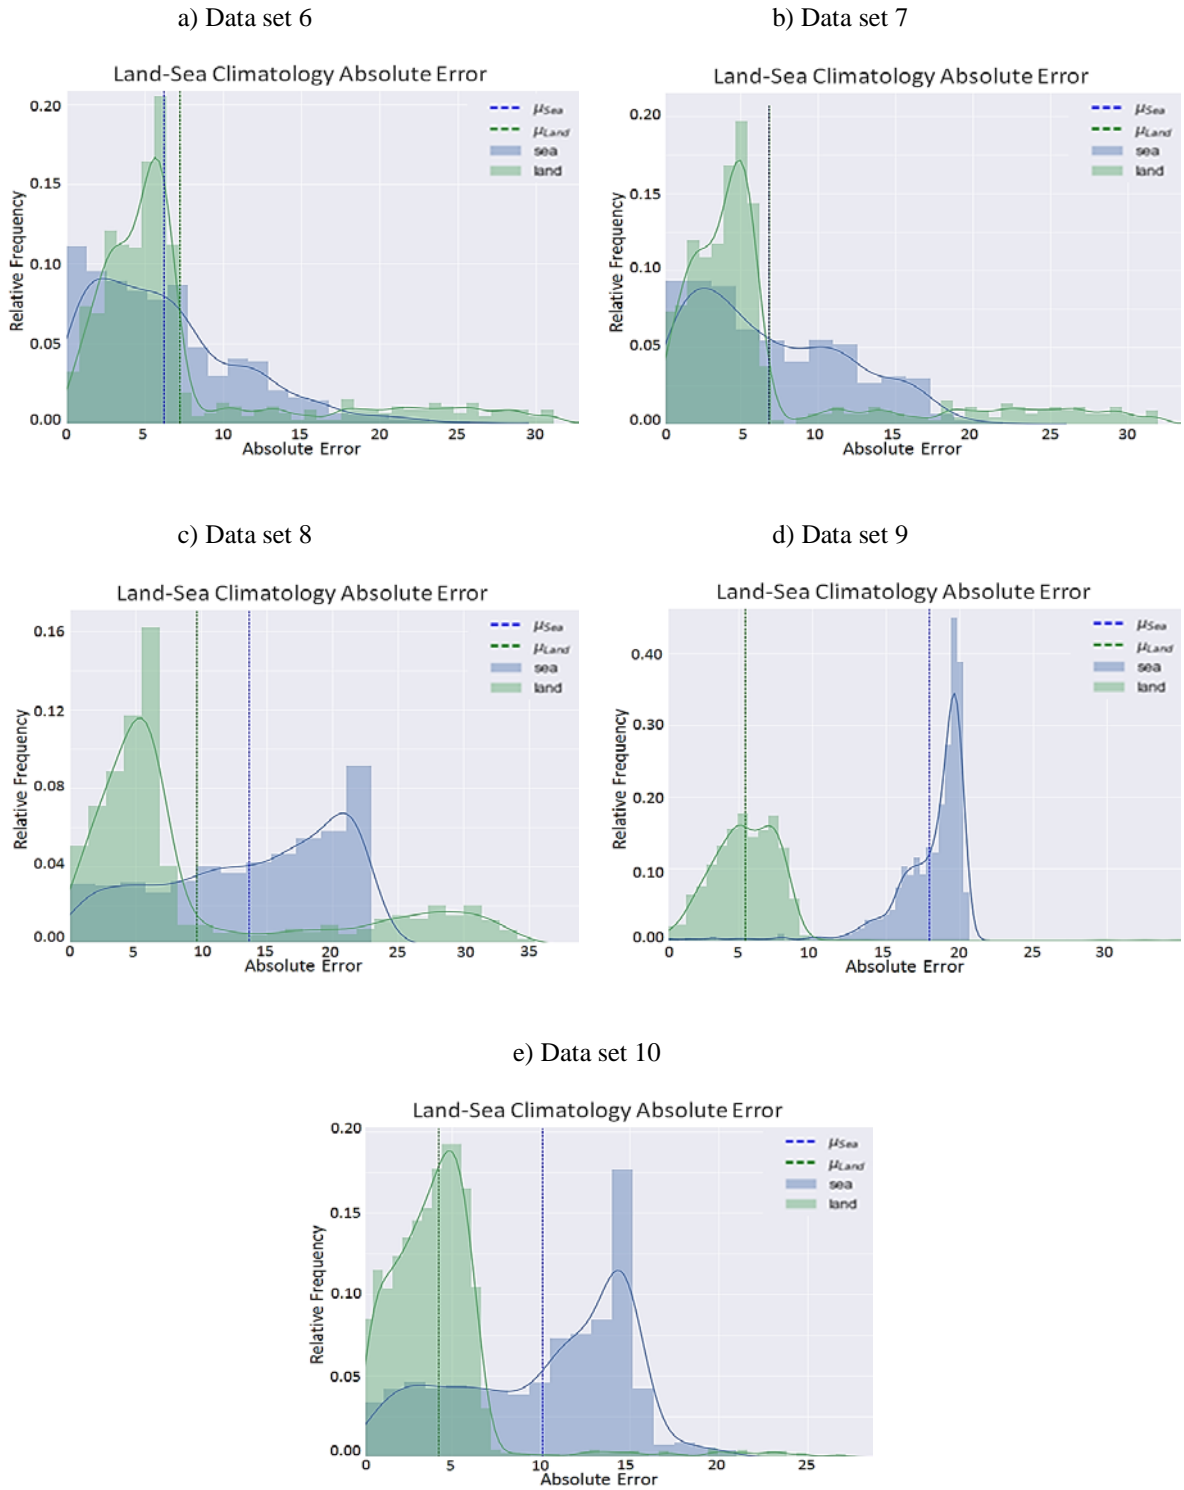 a) Data set 6
Land-Sea Climatology Absolute Error
μSea
μLand
sea
land
Relative Frequency
0.20
0.15
0.10
0.05
0.00
0 5 10 15 20 25 30
Absolute Error
b) Data set 7
Land-Sea Climatology Absolute Error
μSea
μLand
sea
land
Relative Frequency
0.20
0.15
0.10
0.05
0.00
0 5 10 15 20 25 30
Absolute Error
c) Data set 8
Land-Sea Climatology Absolute Error
μSea
μLand
sea
land
Relative Frequency
0.16
0.12
0.08
0.04
0.00
0 5 10 15 20 25 30 35
Absolute Error
d) Data set 9
Land-Sea Climatology Absolute Error
μSea
μLand
sea
land
Relative Frequency
0.40
0.30
0.20
0.10
0.00
0 5 10 15 20 25 30
Absolute Error
e) Data set 10
Land-Sea Climatology Absolute Error
μSea
μLand
sea
land
Relative Frequency
0.20
0.15
0.10
0.05
0.00
0 5 10 15 20 25
Absolute Error